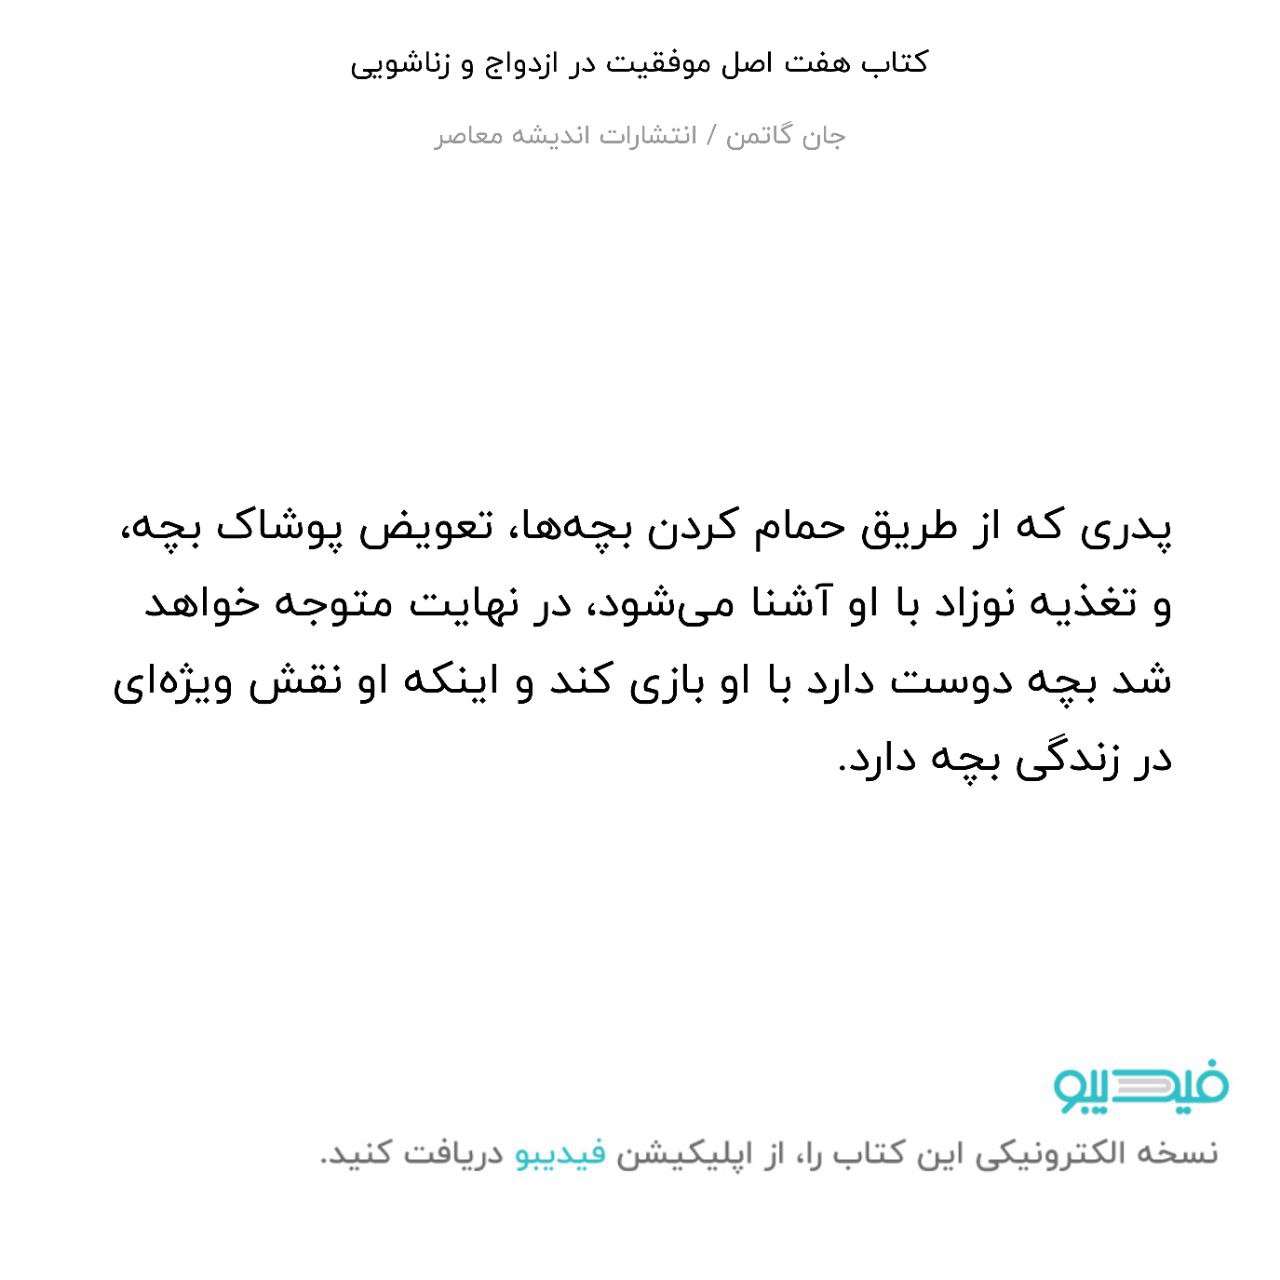 کتاب هفت اصل موفقیت در ازدواج و زناشویی
جان گاتمن / انتشارات اندیشه معاصر
پدری که از طریق حمام کردن بچه‌ها، تعویض پوشاک بچه،
و تغذیه نوزاد با او آشنا می‌شود، در نهایت متوجه خواهد
شد بچه دوست دارد با او بازی کند و اینکه او نقش ویژه‌ای
در زندگی بچه دارد.
فیدیبو
نسخه الکترونیکی این کتاب را، از اپلیکیشن فیدیبو دریافت کنید.